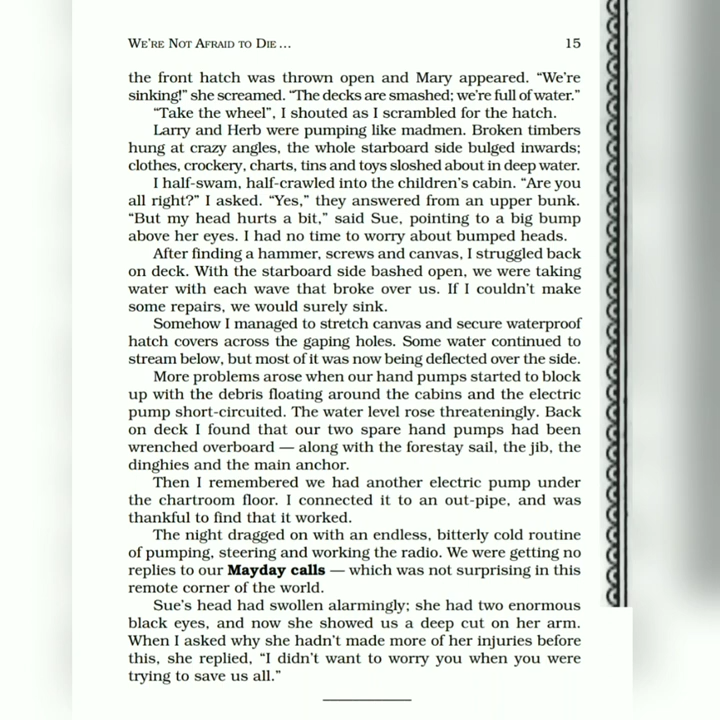 WE'RE NOT AFRAID TO DIE... 15
the front hatch was thrown open and Mary appeared. “We're
sinking!” she screamed. “The decks are smashed; we're full of water.”
“Take the wheel”, I shouted as I scrambled for the hatch.
Larry and Herb were pumping like madmen. Broken timbers
hung at crazy angles, the whole starboard side bulged inwards;
clothes, crockery, charts, tins and toys sloshed about in deep water.
I half-swam, half-crawled into the children's cabin. “Are you
all right?” I asked. “Yes,” they answered from an upper bunk.
“But my head hurts a bit,” said Sue, pointing to a big bump
above her eyes. I had no time to worry about bumped heads.
After finding a hammer, screws and canvas, I struggled back
on deck. With the starboard side bashed open, we were taking
water with each wave that broke over us. If I couldn't make
some repairs, we would surely sink.
Somehow I managed to stretch canvas and secure waterproof
hatch covers across the gaping holes. Some water continued to
stream below, but most of it was now being deflected over the side.
More problems arose when our hand pumps started to block
up with the debris floating around the cabins and the electric
pump short-circuited. The water level rose threateningly. Back
on deck I found that our two spare hand pumps had been
wrenched overboard — along with the forestay sail, the jib, the
dinghies and the main anchor.
Then I remembered we had another electric pump under
the chartroom floor. I connected it to an out-pipe, and was
thankful to find that it worked.
The night dragged on with an endless, bitterly cold routine
of pumping, steering and working the radio. We were getting no
replies to our Mayday calls — which was not surprising in this
remote corner of the world.
Sue's head had swollen alarmingly; she had two enormous
black eyes, and now she showed us a deep cut on her arm.
When I asked why she hadn't made more of her injuries before
this, she replied, “I didn't want to worry you when you were
trying to save us all.”